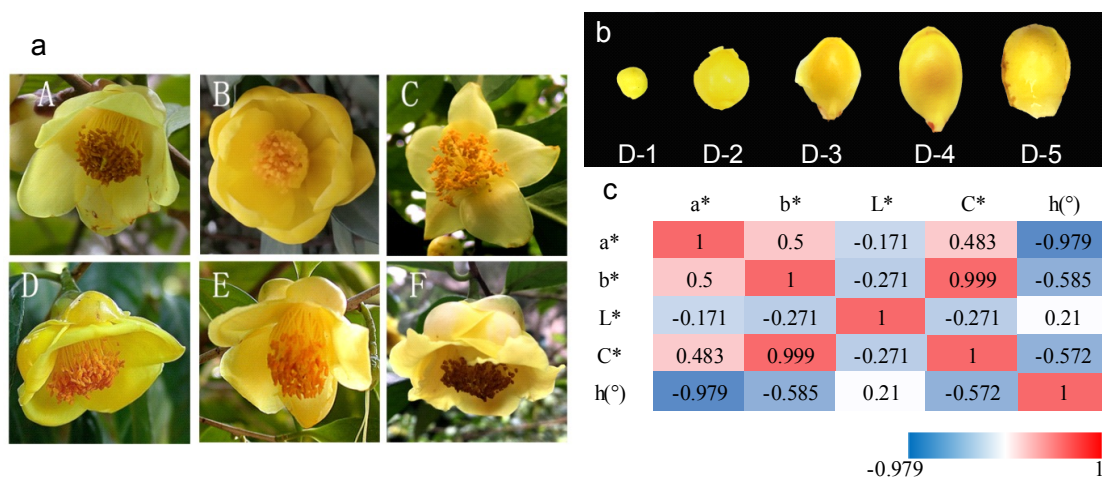 a
A
B
C
D
E
F
b
D-1 D-2 D-3 D-4 D-5
c
a* b* L* C* h(°)
a* 1 0.5 -0.171 0.483 -0.979
b* 0.5 1 -0.271 0.999 -0.585
L* -0.171 -0.271 1 -0.271 0.21
C* 0.483 0.999 -0.271 1 -0.572
h(°) -0.979 -0.585 0.21 -0.572 1
-0.979 1